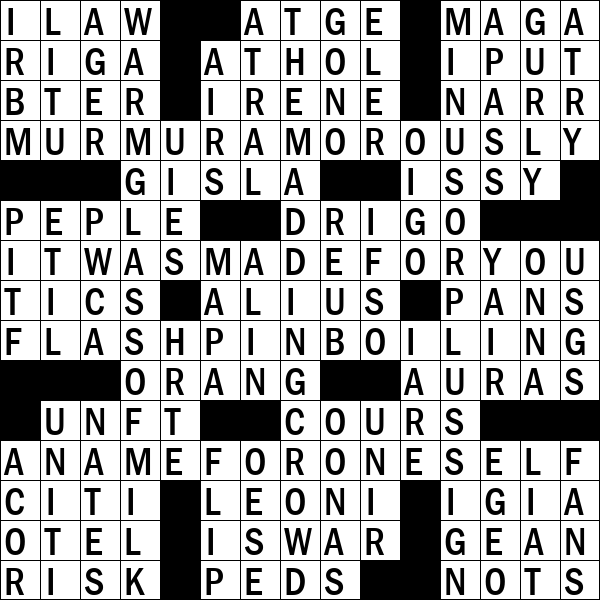 ILAW ATGE MAGA
RIGA ATHOL IPUT
BTER IRENE NARR
MURMURAMOROUSLY
GISLA ISSY
PEPLE DRIGO
ITWASMADEFORYOU
TICS ALIUS PANS
FLASHPINBOILING
ORANG AURAS
UNFT COURS
ANAMEFORONESELF
CITI LEONI IGIA
OTEL ISWAR GEAN
RISK PEDS NOTS